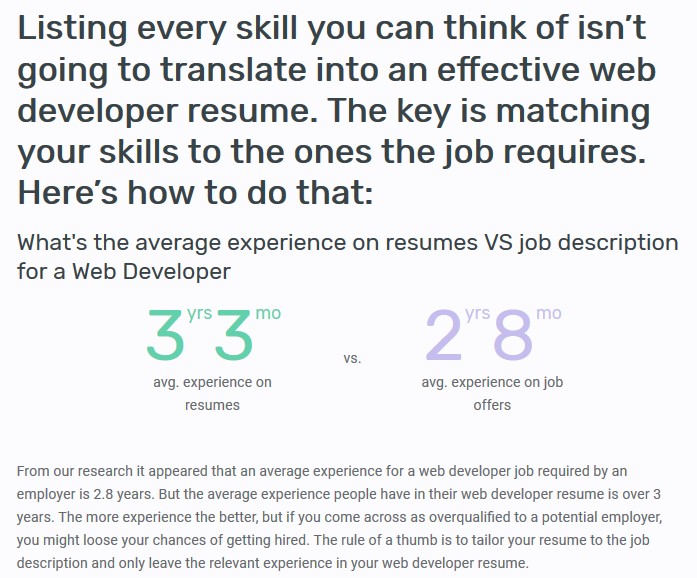 Listing every skill you can think of isn’t
going to translate into an effective web
developer resume. The key is matching
your skills to the ones the job requires.
Here’s how to do that:
What's the average experience on resumes VS job description
for a Web Developer
3 yrs 3 mo
2 yrs 8 mo
vs.
avg. experience on
resumes
avg. experience on job
offers
From our research it appeared that an average experience for a web developer job required by an
employer is 2.8 years. But the average experience people have in their web developer resume is over 3
years. The more experience the better, but if you come across as overqualified to a potential employer,
you might loose your chances of getting hired. The rule of a thumb is to tailor your resume to the job
description and only leave the relevant experience in your web developer resume.